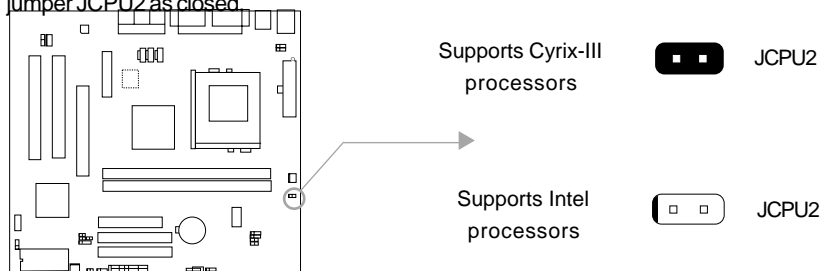 jumper JCPU2 as closed.
Supports Cyrix-III
processors
JCPU2
Supports Intel
processors
JCPU2